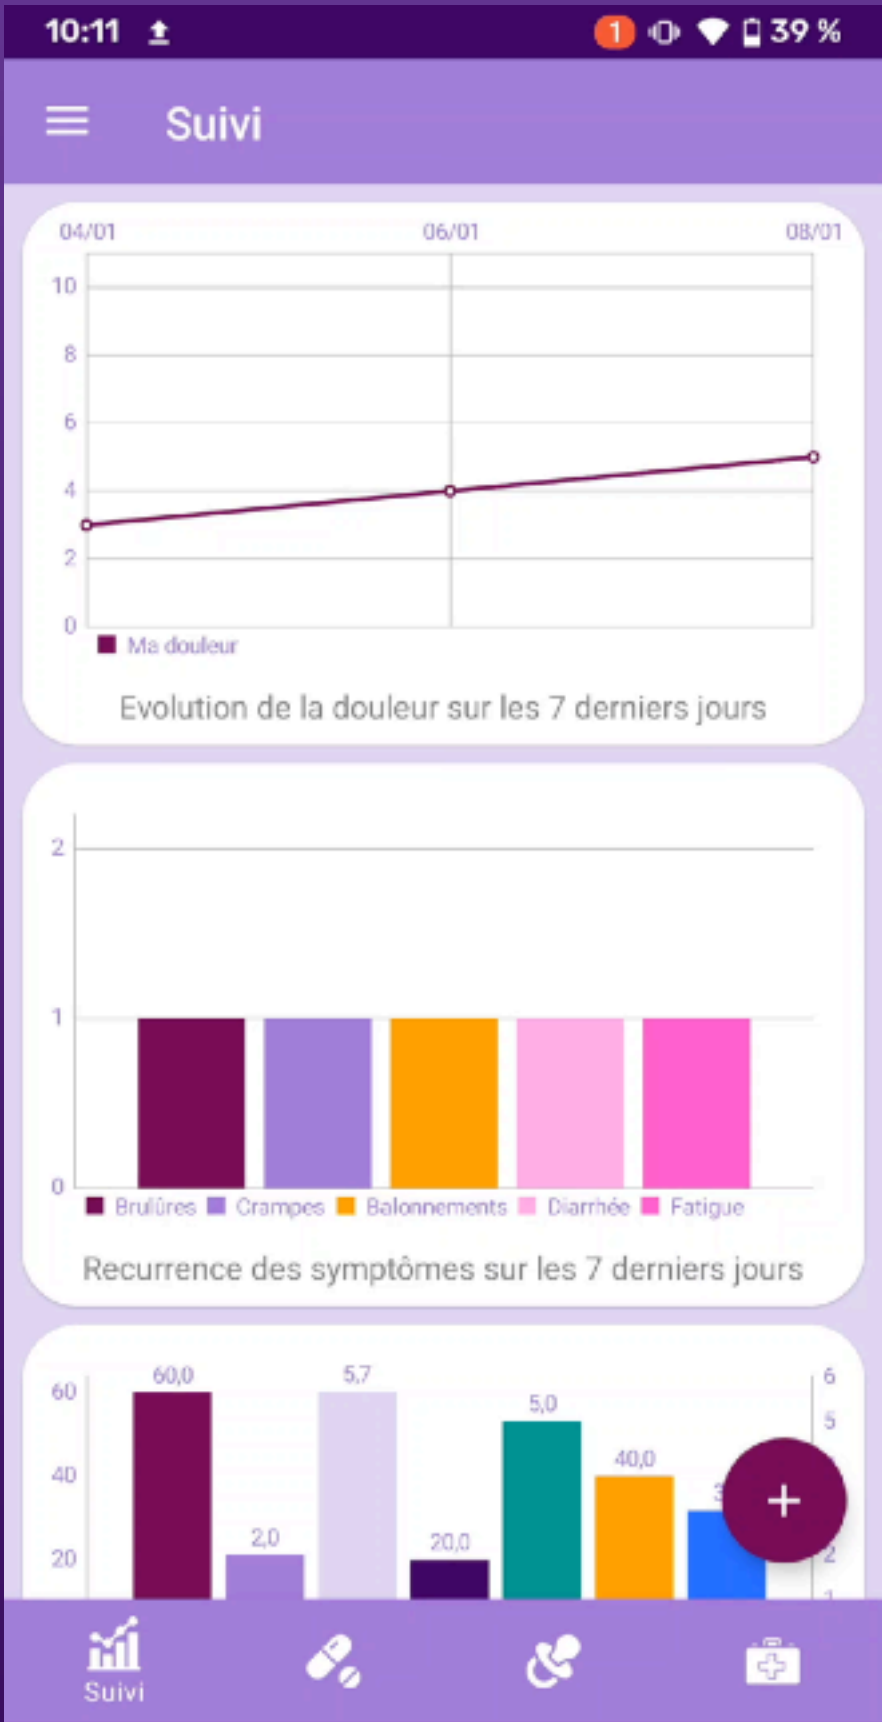 10:11 1 39 %
Suivi
04/01 06/01 08/01
10
8
6
4
2
0
Ma douleur
Evolution de la douleur sur les 7 derniers jours
2
1
0
Brulûres Crampes Balonnements Diarrhée Fatigue
Recurrence des symptômes sur les 7 derniers jours
60,0 5,7 6
60
5,0 5
40,0
40
+
2,0 20,0
20 2
Suivi